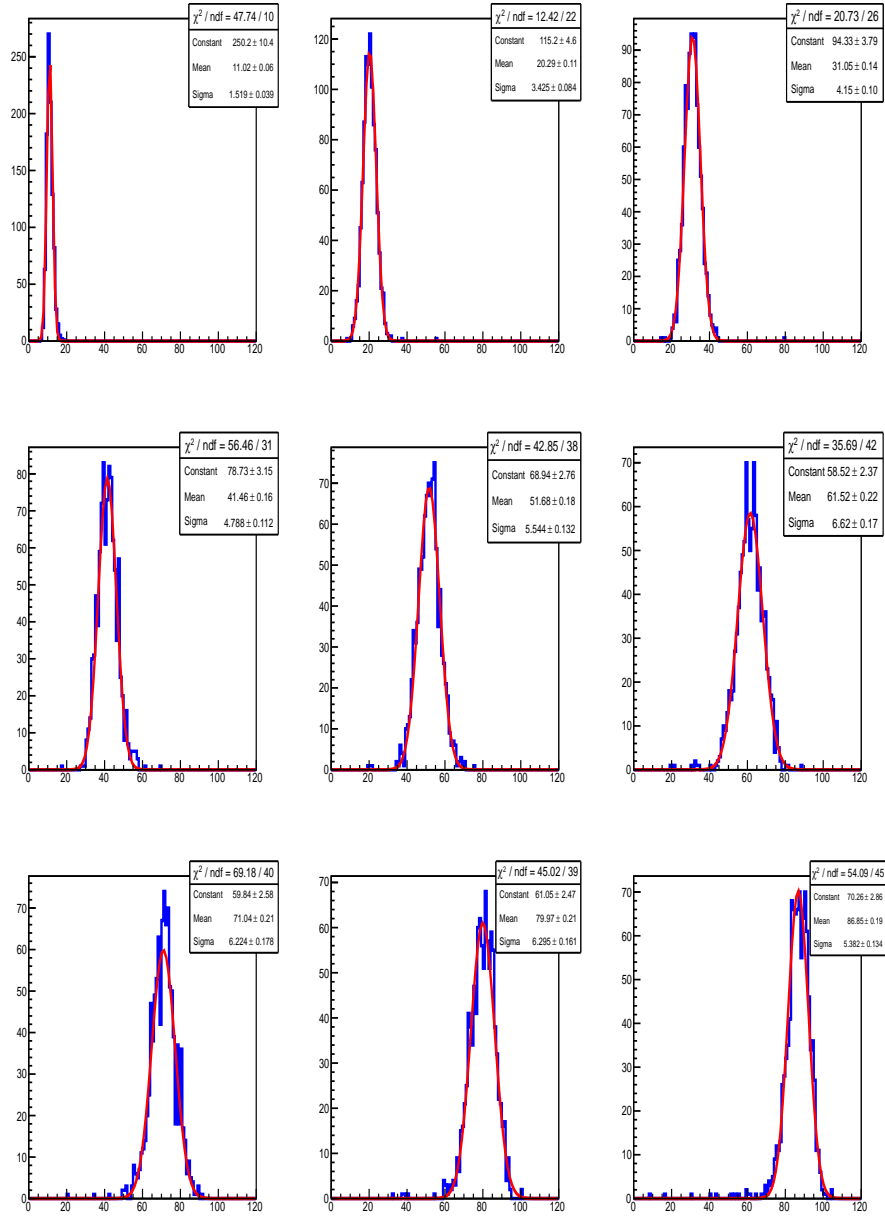 χ² / ndf = 47.74 / 10
Constant 250.2 ± 10.4
Mean 11.02 ± 0.06
Sigma 1.519 ± 0.039
250
200
150
100
50
0
0 20 40 60 80 100 120
χ² / ndf = 12.42 / 22
Constant 115.2 ± 4.6
Mean 20.29 ± 0.11
Sigma 3.425 ± 0.084
120
100
80
60
40
20
0
0 20 40 60 80 100 120
χ² / ndf = 20.73 / 26
Constant 94.33 ± 3.79
Mean 31.05 ± 0.14
Sigma 4.15 ± 0.10
90
80
70
60
50
40
30
20
10
0
0 20 40 60 80 100 120
χ² / ndf = 56.46 / 31
Constant 78.73 ± 3.15
Mean 41.46 ± 0.16
Sigma 4.788 ± 0.112
80
70
60
50
40
30
20
10
0
0 20 40 60 80 100 120
χ² / ndf = 42.85 / 38
Constant 68.94 ± 2.76
Mean 51.68 ± 0.18
Sigma 5.544 ± 0.132
70
60
50
40
30
20
10
0
0 20 40 60 80 100 120
χ² / ndf = 35.69 / 42
Constant 58.52 ± 2.37
Mean 61.52 ± 0.22
Sigma 6.62 ± 0.17
70
60
50
40
30
20
10
0
0 20 40 60 80 100 120
χ² / ndf = 69.18 / 40
Constant 59.84 ± 2.58
Mean 71.04 ± 0.21
Sigma 6.224 ± 0.178
70
60
50
40
30
20
10
0
0 20 40 60 80 100 120
χ² / ndf = 45.02 / 39
Constant 61.05 ± 2.47
Mean 79.97 ± 0.21
Sigma 6.295 ± 0.161
70
60
50
40
30
20
10
0
0 20 40 60 80 100 120
χ² / ndf = 54.09 / 45
Constant 70.26 ± 2.86
Mean 86.85 ± 0.19
Sigma 5.382 ± 0.134
70
60
50
40
30
20
10
0
0 20 40 60 80 100 120